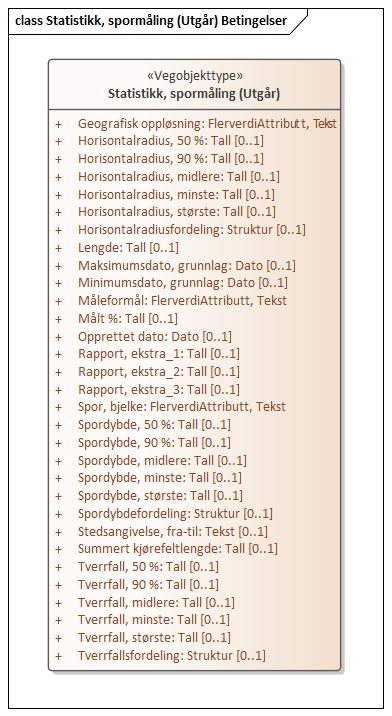 class Statistikk, spormåling (Utgår) Betingelser
«Vegobjekttype»
Statistikk, spormåling (Utgår)
+ Geografisk oppløsning: FlerverdiAttributt, Tekst
+ Horisontalradius, 50 %: Tall [0..1]
+ Horisontalradius, 90 %: Tall [0..1]
+ Horisontalradius, midlere: Tall [0..1]
+ Horisontalradius, minste: Tall [0..1]
+ Horisontalradius, største: Tall [0..1]
+ Horisontalradiusfordeling: Struktur [0..1]
+ Lengde: Tall [0..1]
+ Maksimumsdato, grunnlag: Dato [0..1]
+ Minimumsdato, grunnlag: Dato [0..1]
+ Måleformål: FlerverdiAttributt, Tekst
+ Målt %: Tall [0..1]
+ Opprettet dato: Dato [0..1]
+ Rapport, ekstra_1: Tall [0..1]
+ Rapport, ekstra_2: Tall [0..1]
+ Rapport, ekstra_3: Tall [0..1]
+ Spor, bjelke: FlerverdiAttributt, Tekst
+ Spordybde, 50 %: Tall [0..1]
+ Spordybde, 90 %: Tall [0..1]
+ Spordybde, midlere: Tall [0..1]
+ Spordybde, minste: Tall [0..1]
+ Spordybde, største: Tall [0..1]
+ Spordybdefordeling: Struktur [0..1]
+ Stedsangivelse, fra-til: Tekst [0..1]
+ Summert kjørefeltlengde: Tall [0..1]
+ Tverrfall, 50 %: Tall [0..1]
+ Tverrfall, 90 %: Tall [0..1]
+ Tverrfall, midlere: Tall [0..1]
+ Tverrfall, minste: Tall [0..1]
+ Tverrfall, største: Tall [0..1]
+ Tverrfallsfordeling: Struktur [0..1]